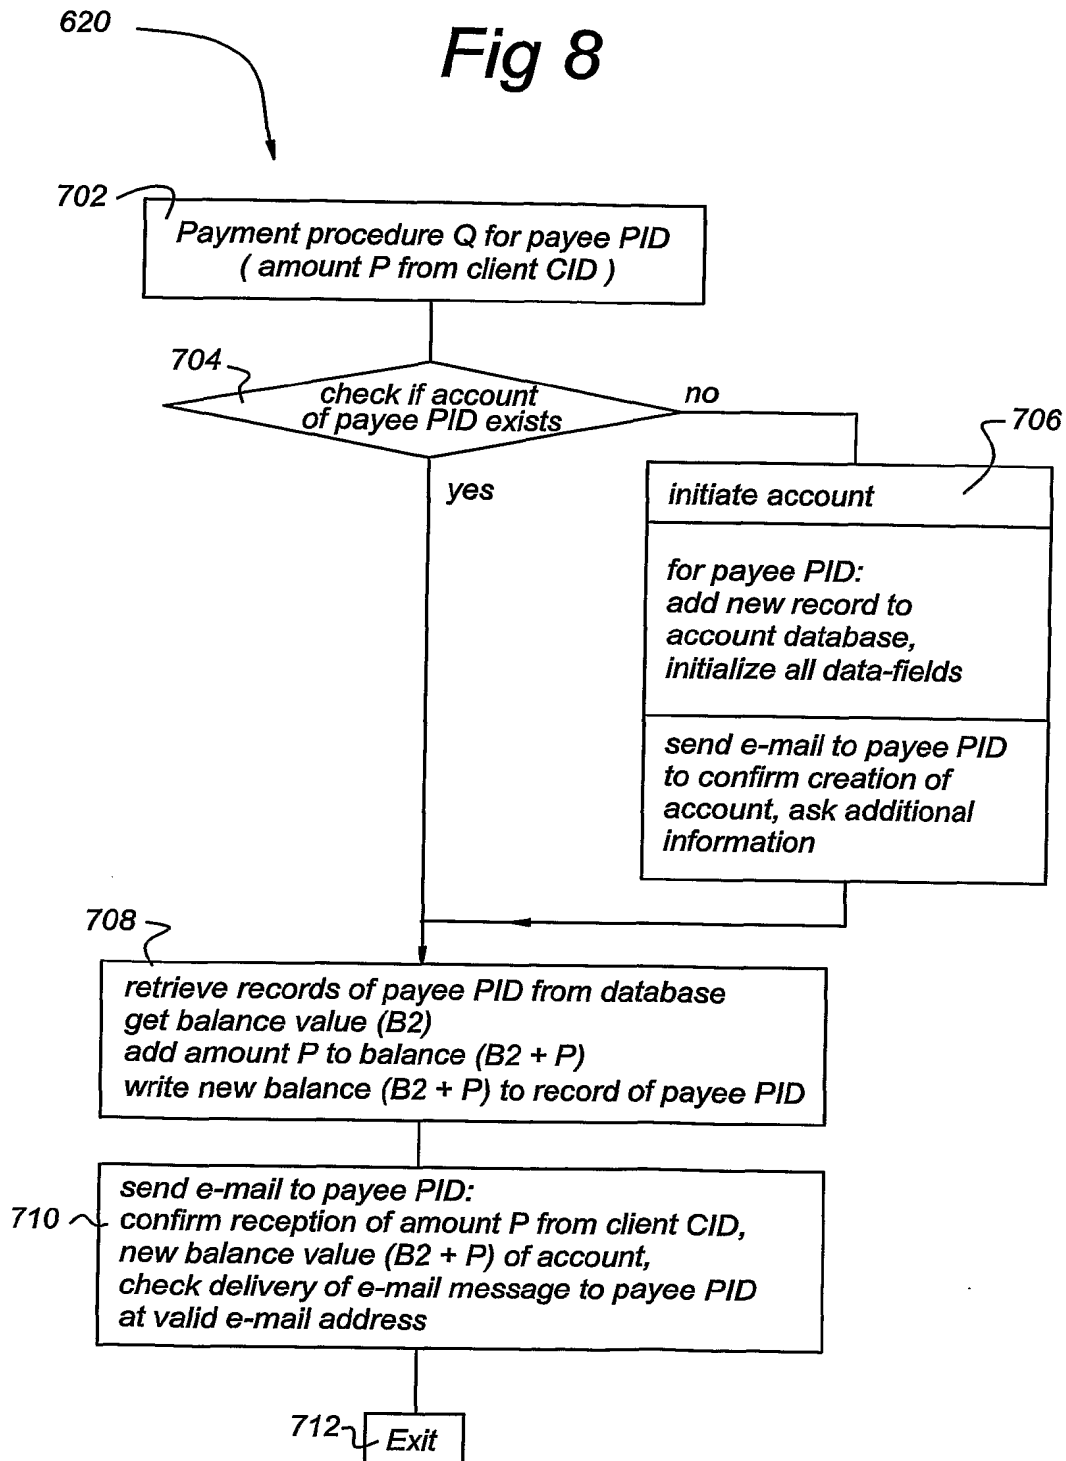 620
Fig 8
702
Payment procedure Q for payee PID
( amount P from client CID )
704
check if account
of payee PID exists
no
yes
706
initiate account
for payee PID:
add new record to
account database,
initialize all data-fields
send e-mail to payee PID
to confirm creation of
account, ask additional
information
708
retrieve records of payee PID from database
get balance value (B2)
add amount P to balance (B2 + P)
write new balance (B2 + P) to record of payee PID
710
send e-mail to payee PID:
confirm reception of amount P from client CID,
new balance value (B2 + P) of account,
check delivery of e-mail message to payee PID
at valid e-mail address
712
Exit